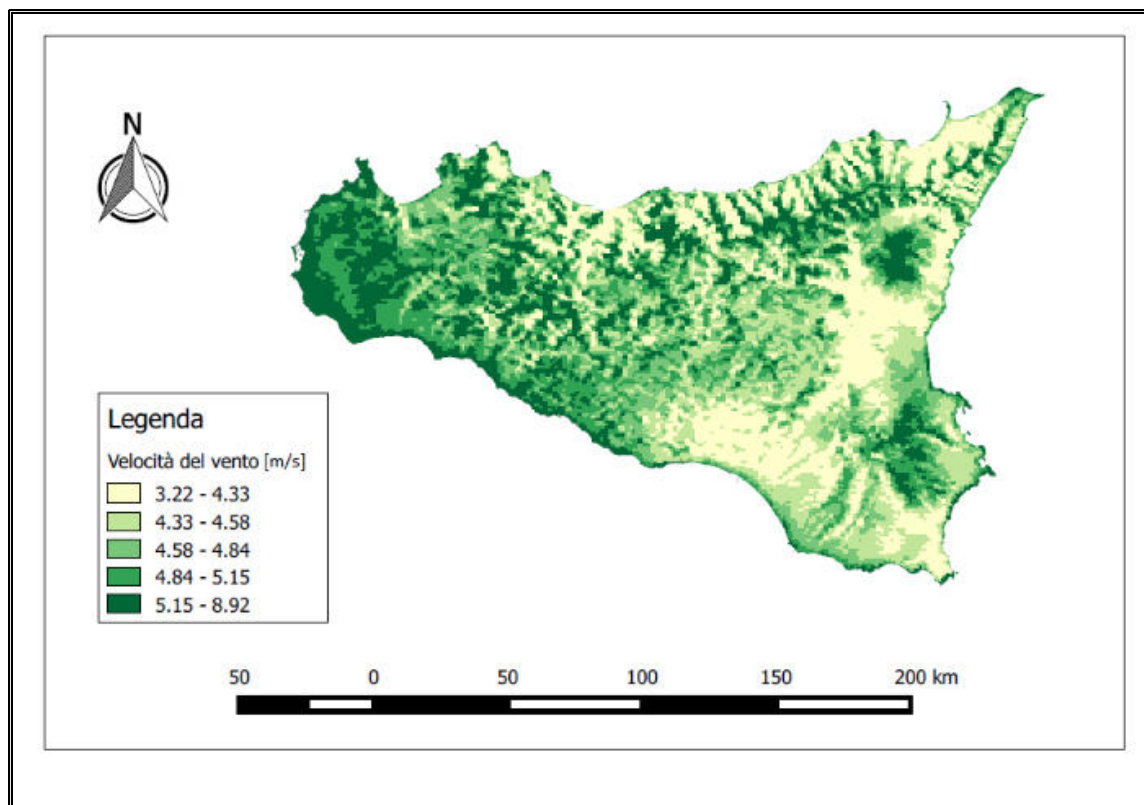 N
Legenda
Velocità del vento [m/s]
3.22 - 4.33
4.33 - 4.58
4.58 - 4.84
4.84 - 5.15
5.15 - 8.92
50 0 50 100 150 200 km